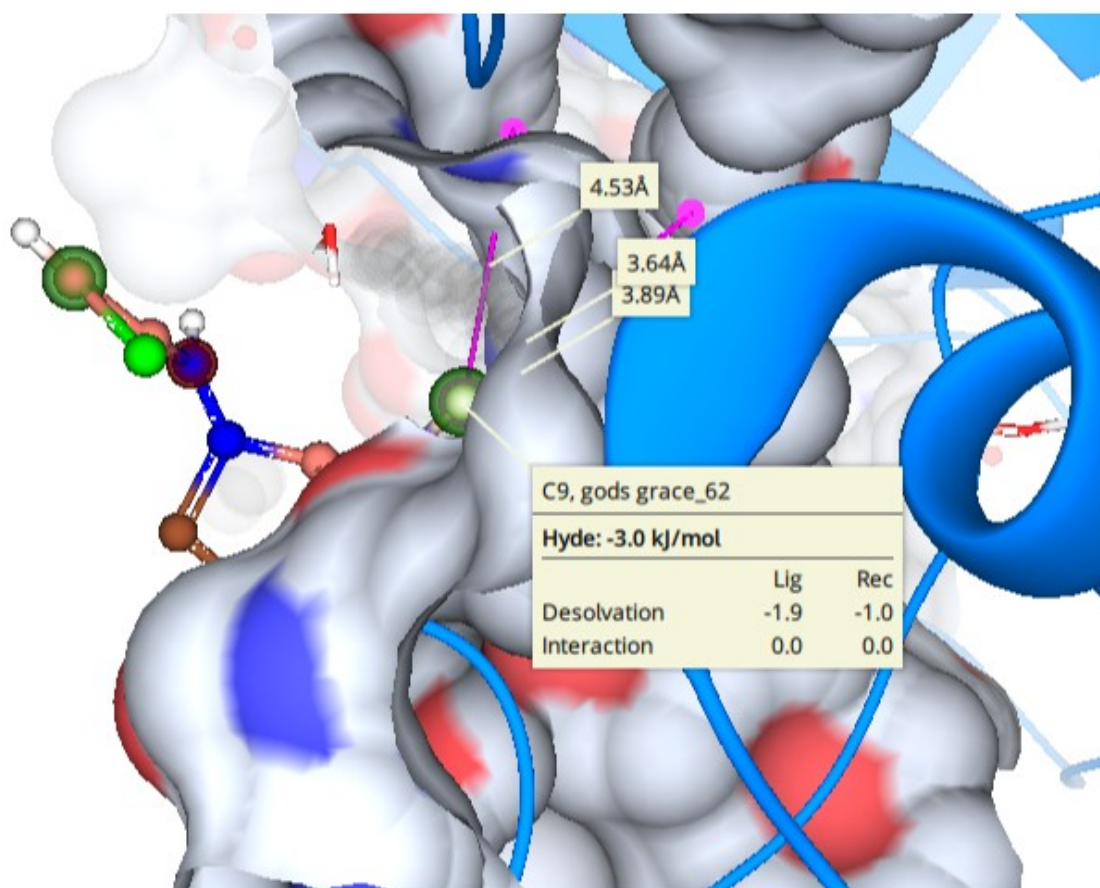 4.53Å
3.64Å
3.89Å
C9, gods grace_62
Hyde: -3.0 kJ/mol
Lig Rec
Desolvation -1.9 -1.0
Interaction 0.0 0.0